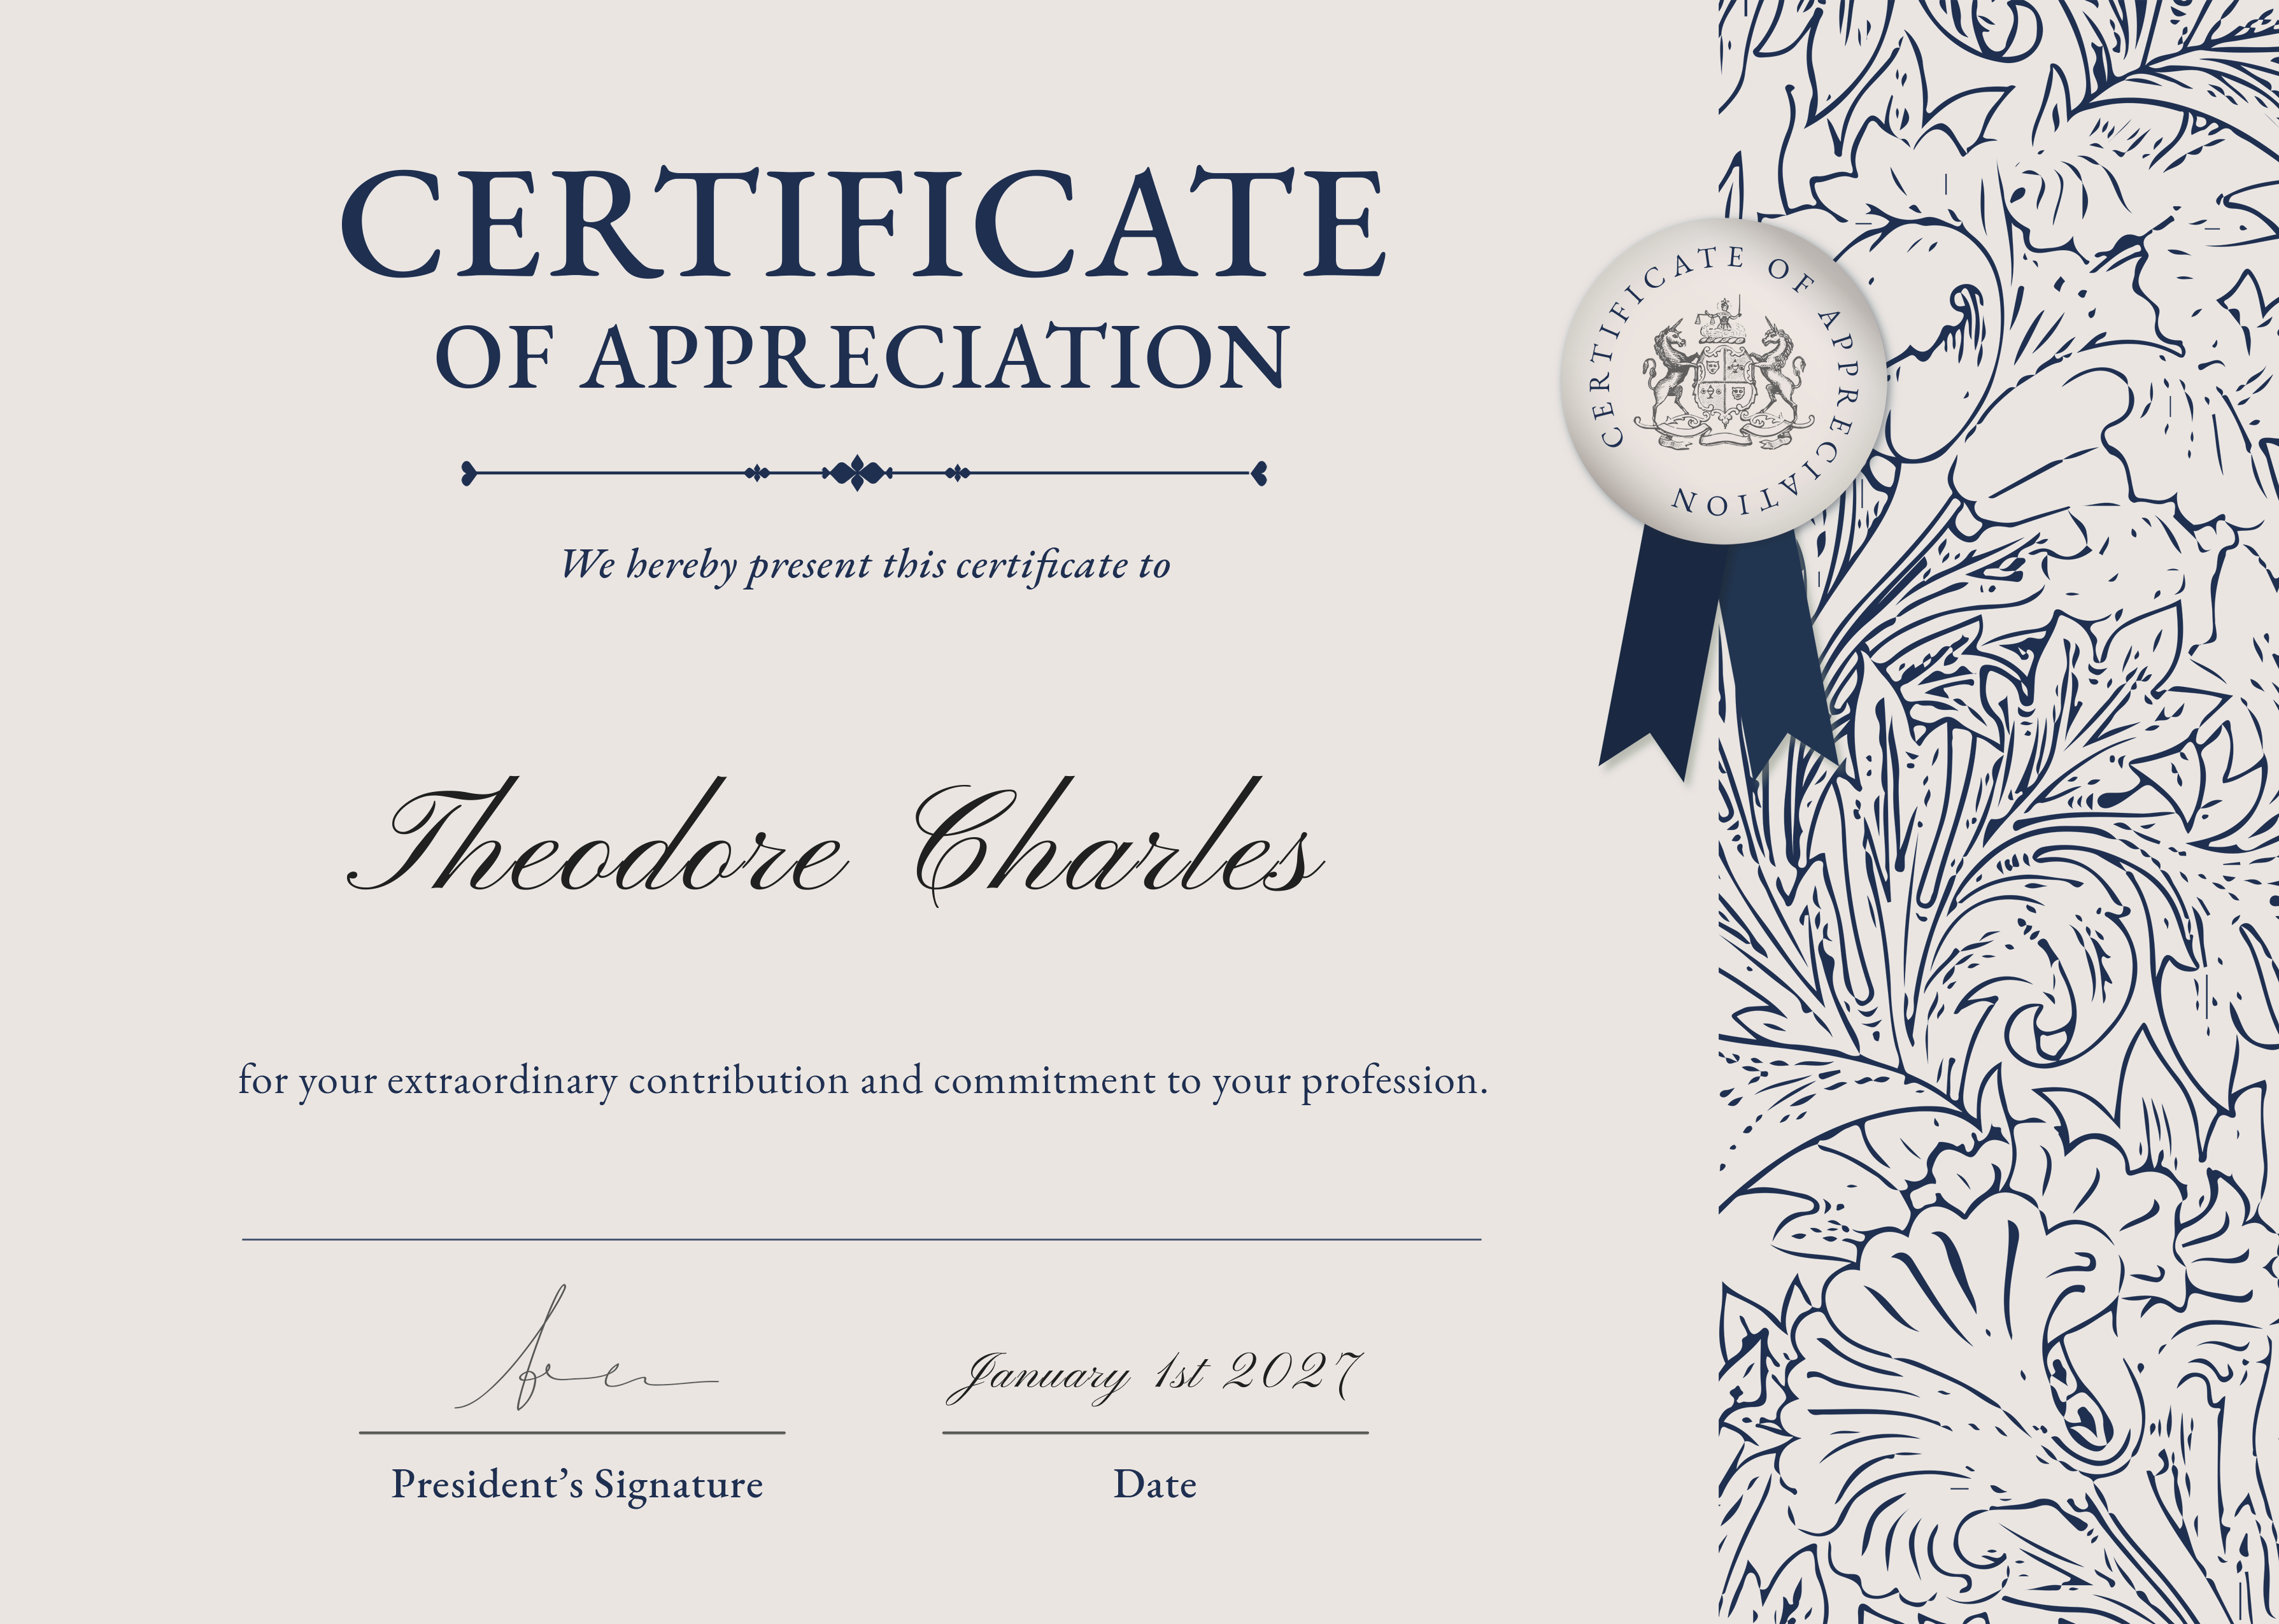 CERTIFICATE
OF APPRECIATION
We hereby present this certificate to
CERTIFICATE OF APPRECIATION
Theodore Charles
for your extraordinary contribution and commitment to your profession.
January 1st 2027
President’s Signature
Date